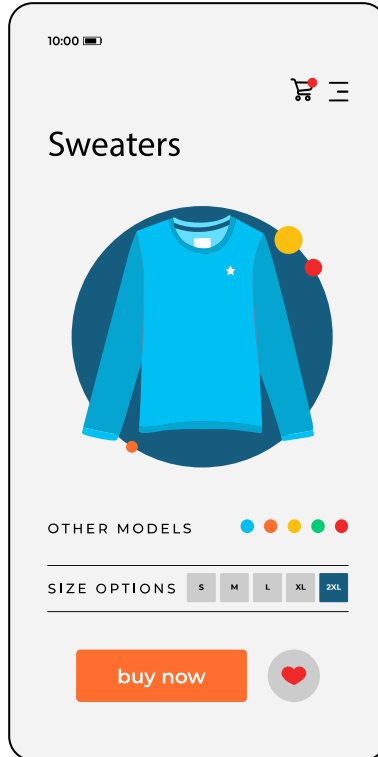 10:00
Sweaters
OTHER MODELS
SIZE OPTIONS S M L XL 2XL
buy now